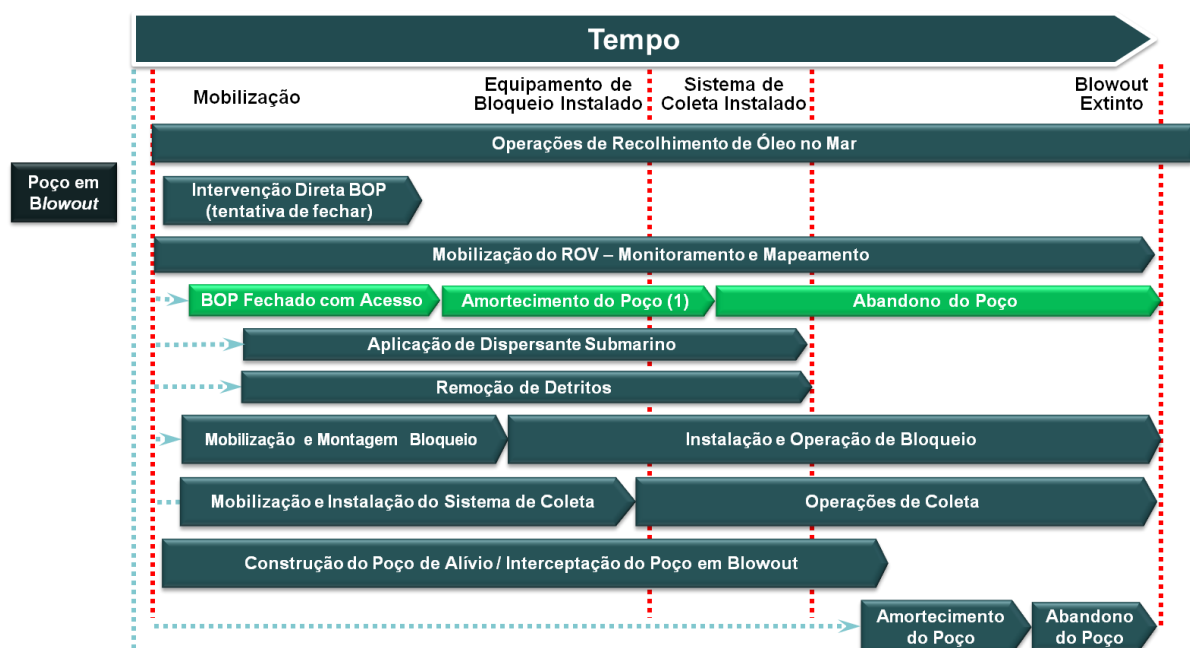 Tempo
Mobilização
Equipamento de
Bloqueio Instalado
Sistema de
Coleta Instalado
Blowout
Extinto
Operações de Recolhimento de Óleo no Mar
Poço em
Blowout
Intervenção Direta BOP
(tentativa de fechar)
Mobilização do ROV – Monitoramento e Mapeamento
BOP Fechado com Acesso
Amortecimento do Poço (1)
Abandono do Poço
Aplicação de Dispersante Submarino
Remoção de Detritos
Mobilização e Montagem Bloqueio
Instalação e Operação de Bloqueio
Mobilização e Instalação do Sistema de Coleta
Operações de Coleta
Construção do Poço de Alívio / Interceptação do Poço em Blowout
Amortecimento
do Poço
Abandono
do Poço